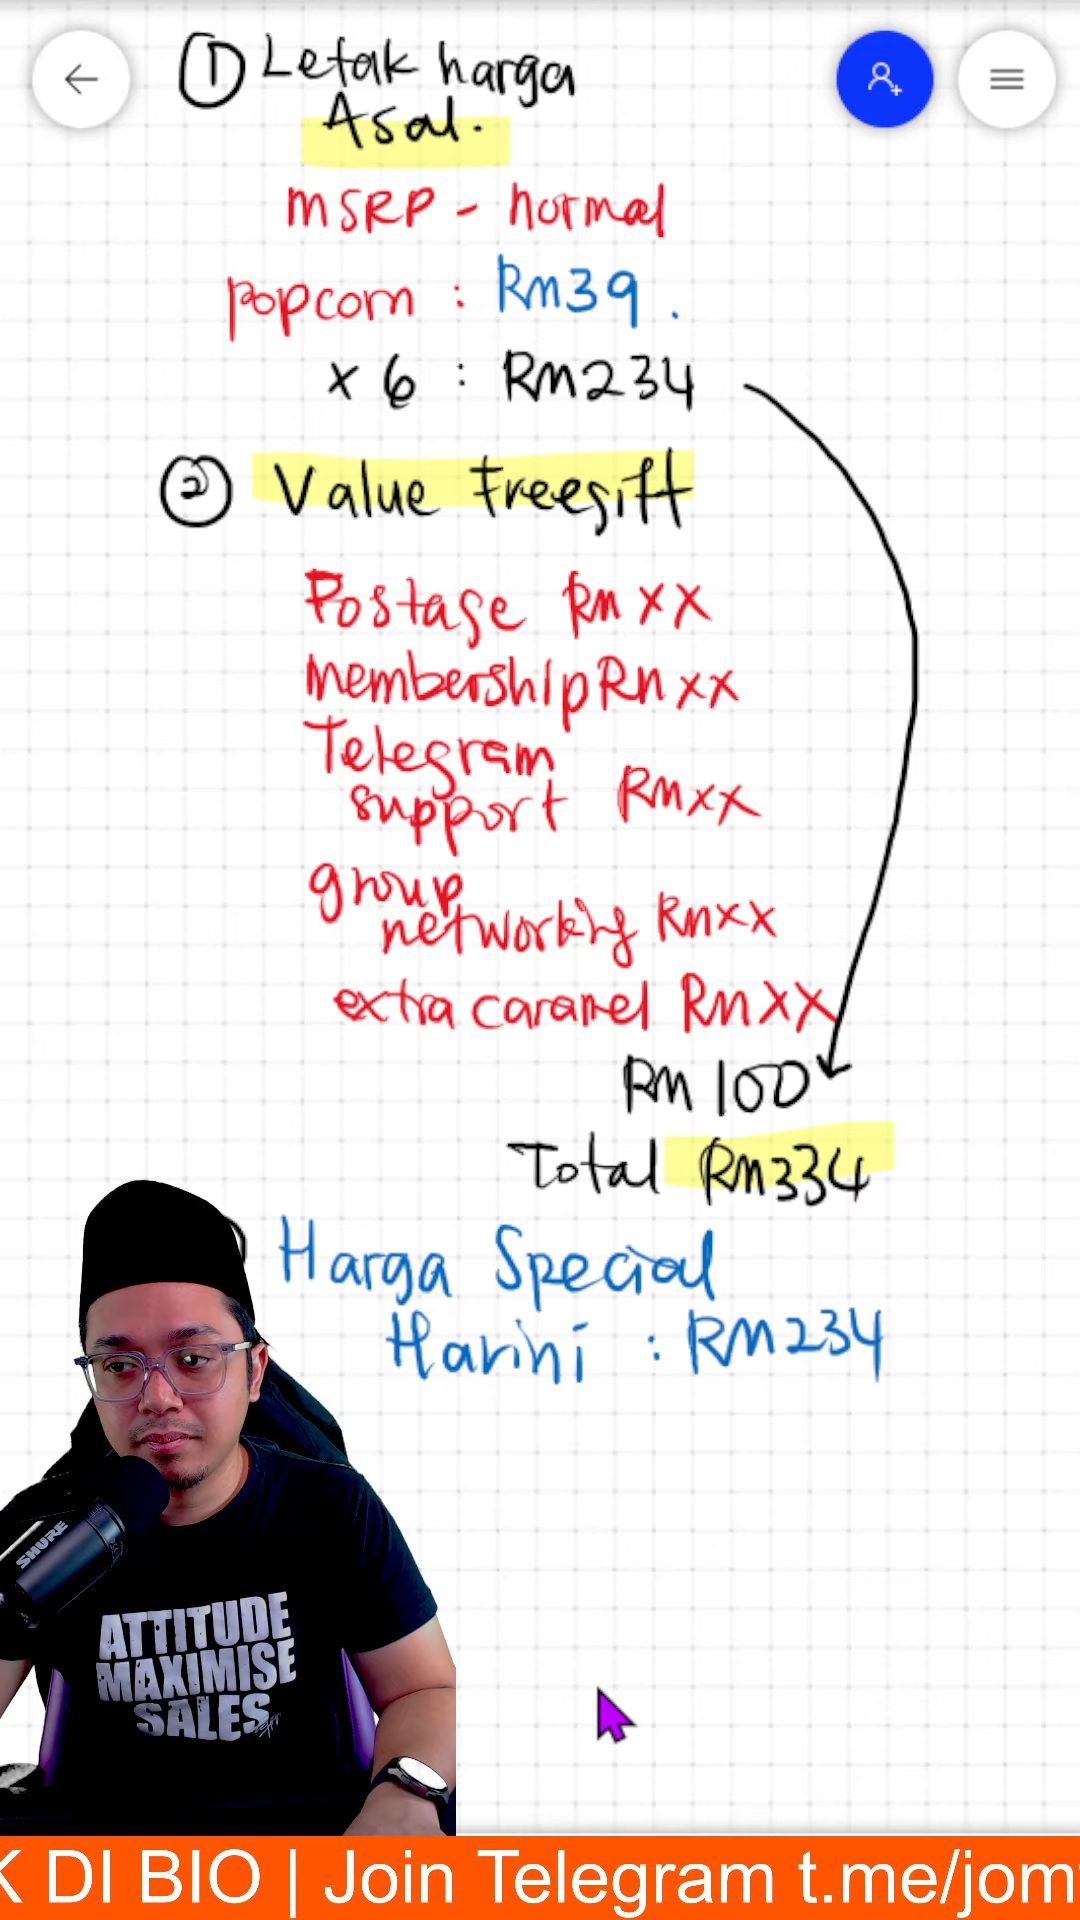 ① Letak harga
Asal.
MSRP - normal
popcorn : RM39.
x 6 : RM234
② Value Freegift
Postage RM XX
membership RM XX
Telegram
support RM XX
group
networking RM XX
extra caramel RM XX
RM 100
Total RM334
Harga Special
Harini : RM234
SHURE
ATTITUDE
MAXIMISE
SALES
K DI BIO | Join Telegram t.me/jom